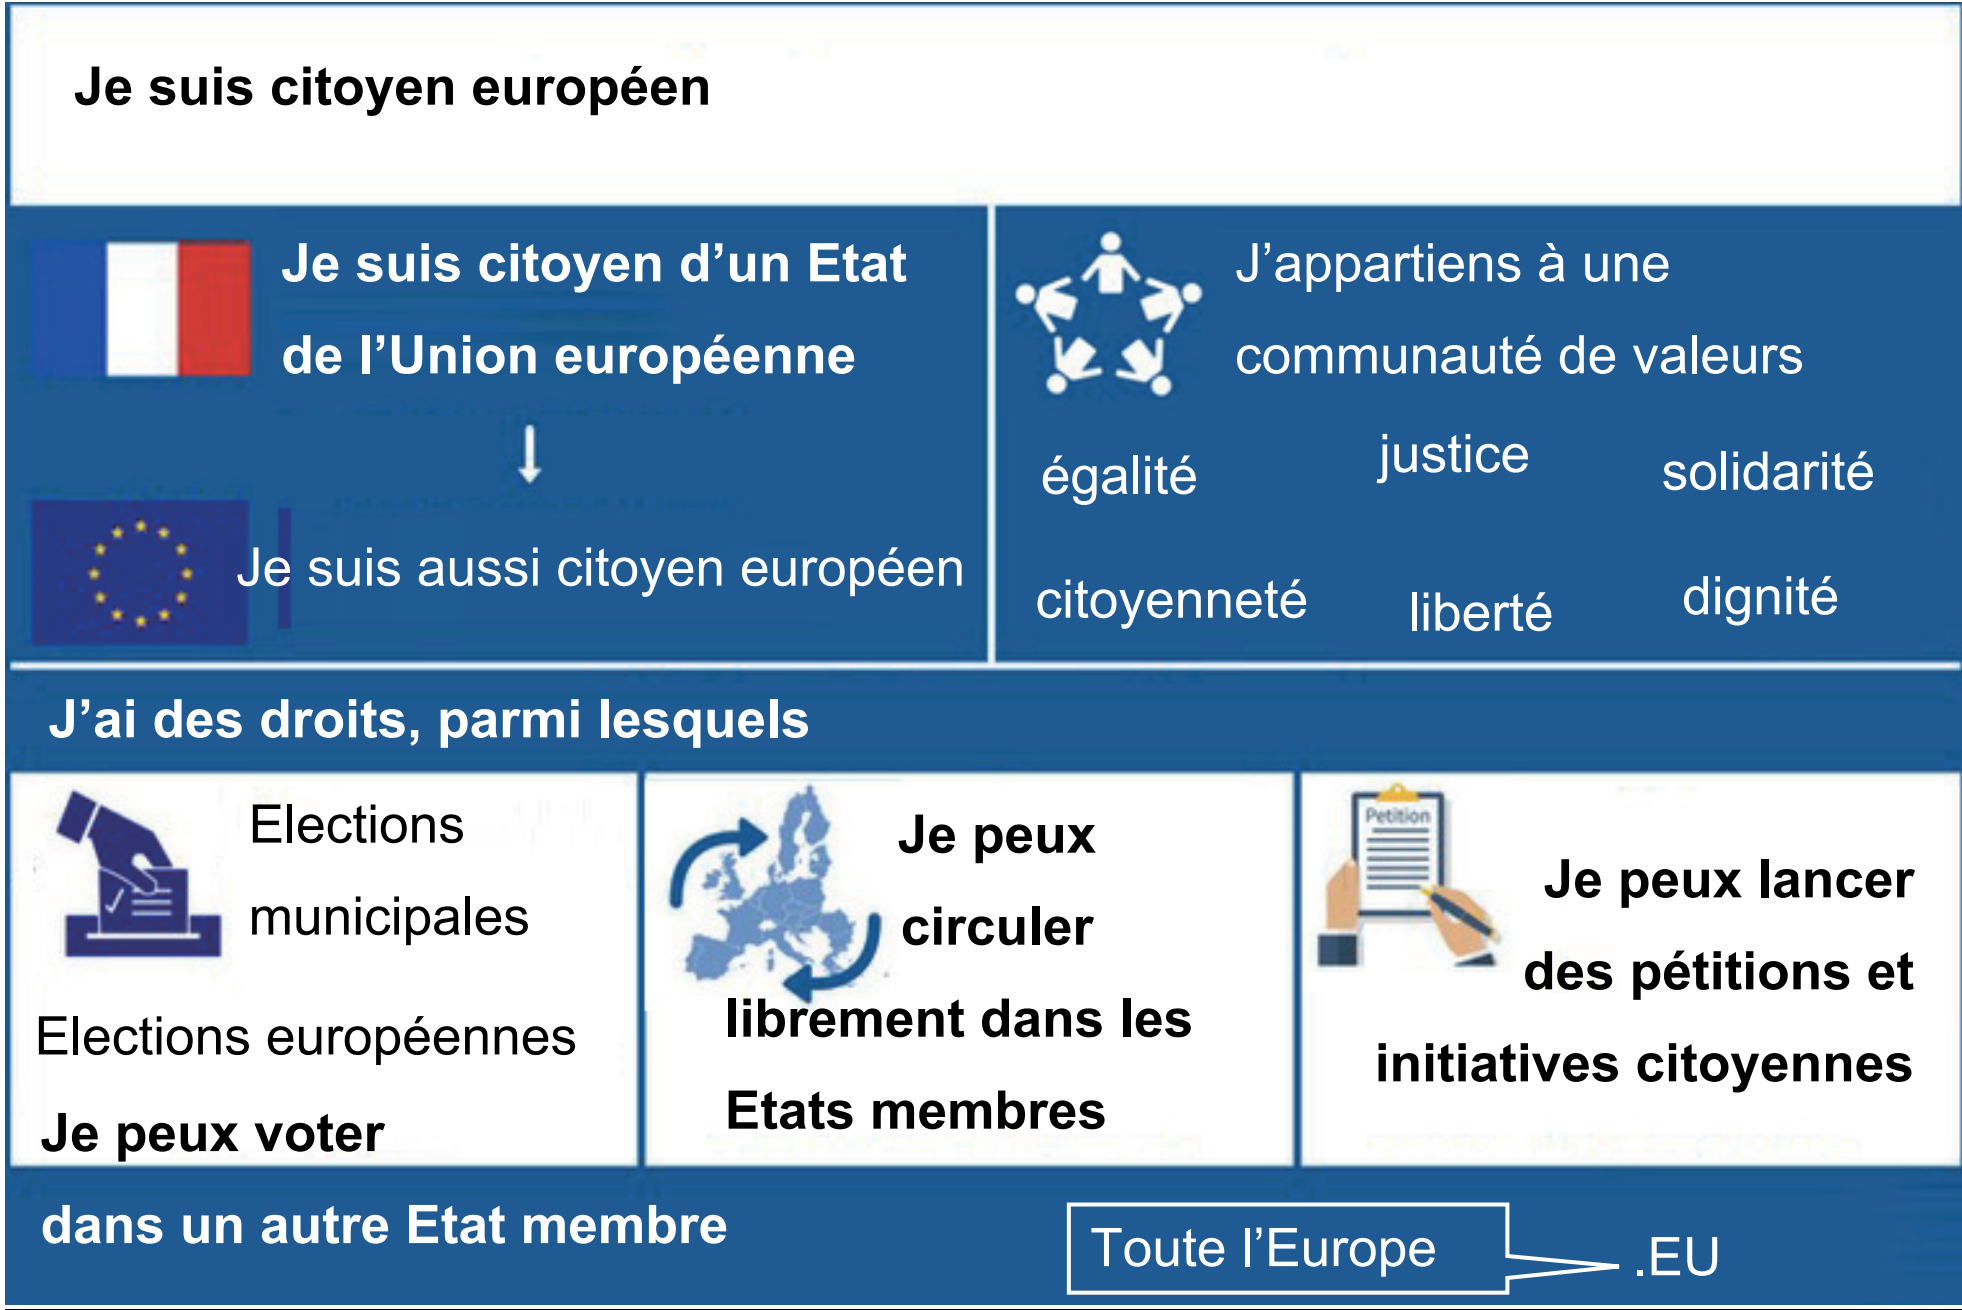 Je suis citoyen européen
Je suis citoyen d’un Etat
de l’Union européenne
Je suis aussi citoyen européen
J’appartiens à une
communauté de valeurs
égalité
justice
solidarité
citoyenneté
liberté
dignité
J’ai des droits, parmi lesquels
Elections
municipales
Elections européennes
Je peux voter
dans un autre Etat membre
Je peux
circuler
librement dans les
Etats membres
Petition
Je peux lancer
des pétitions et
initiatives citoyennes
Toute l’Europe
.EU